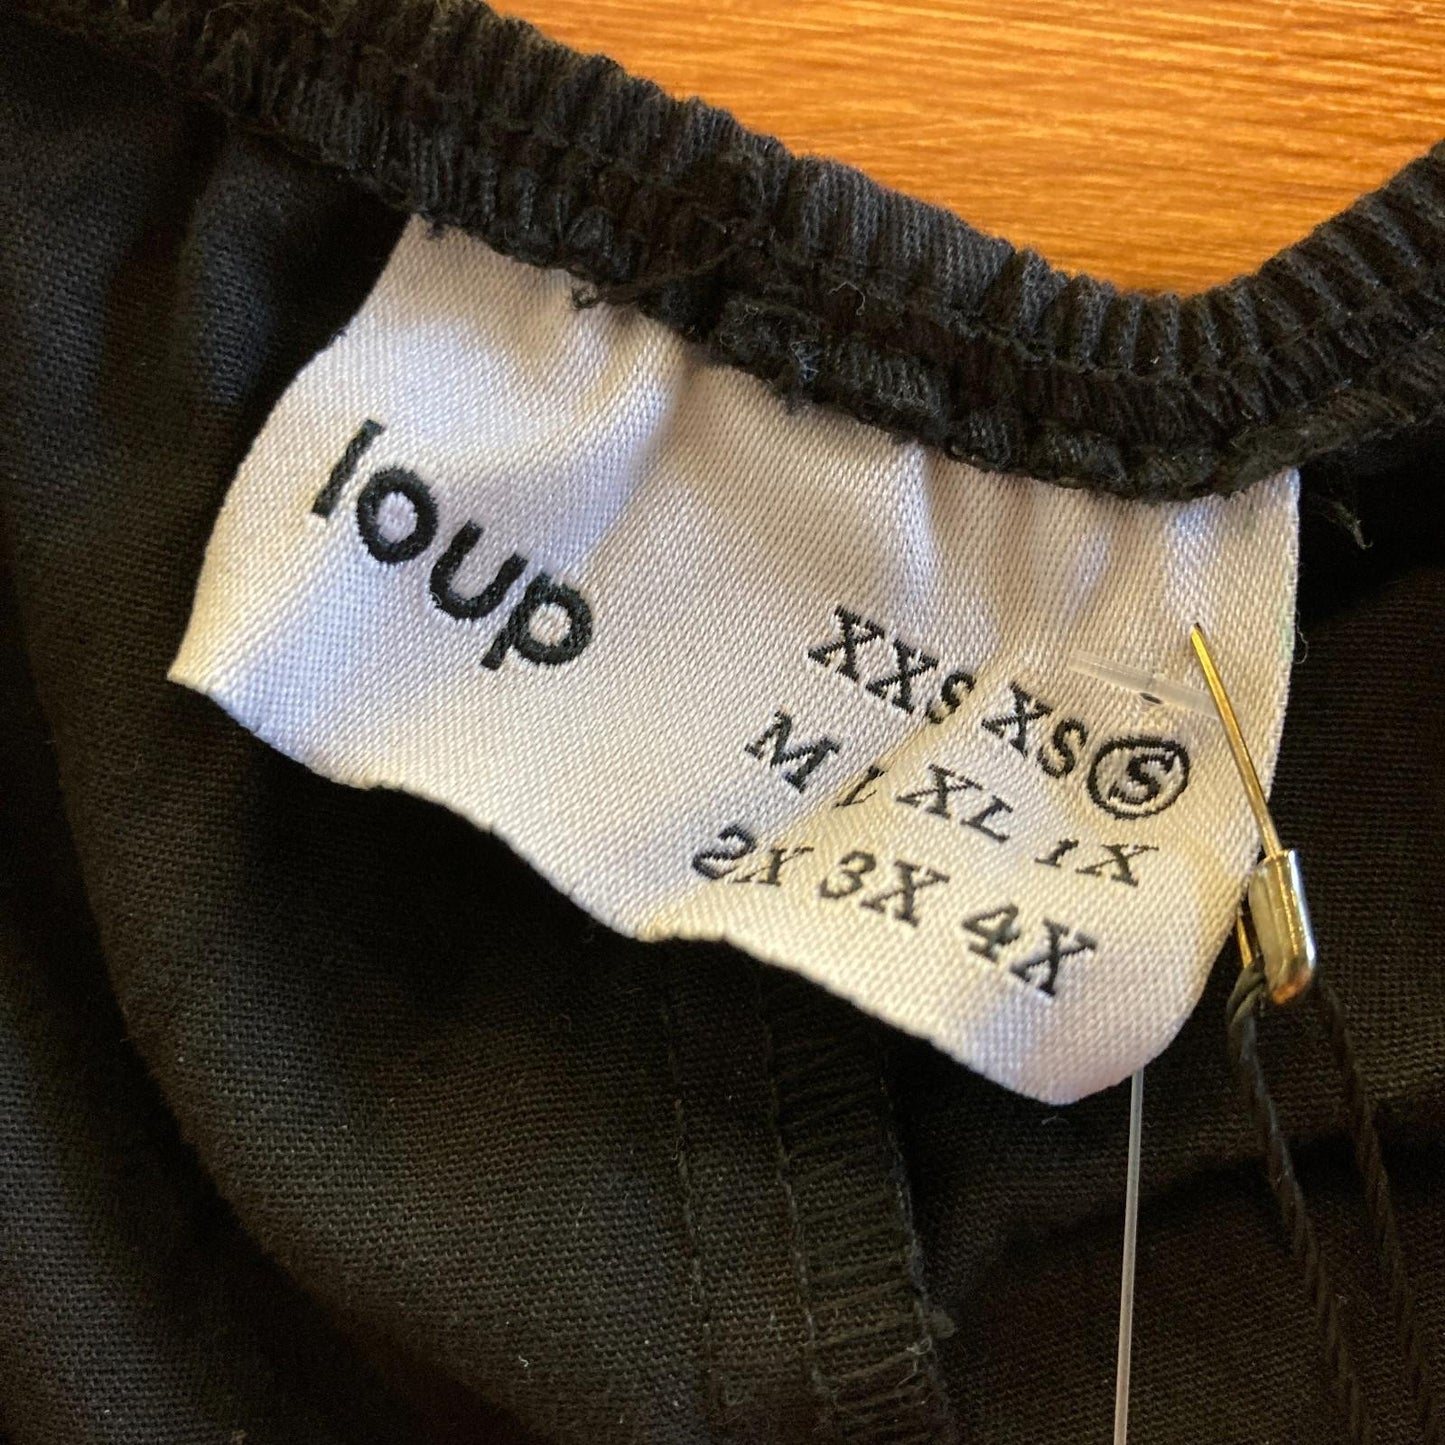 loup
XXS XS S
M L XL 1X
2X 3X 4X